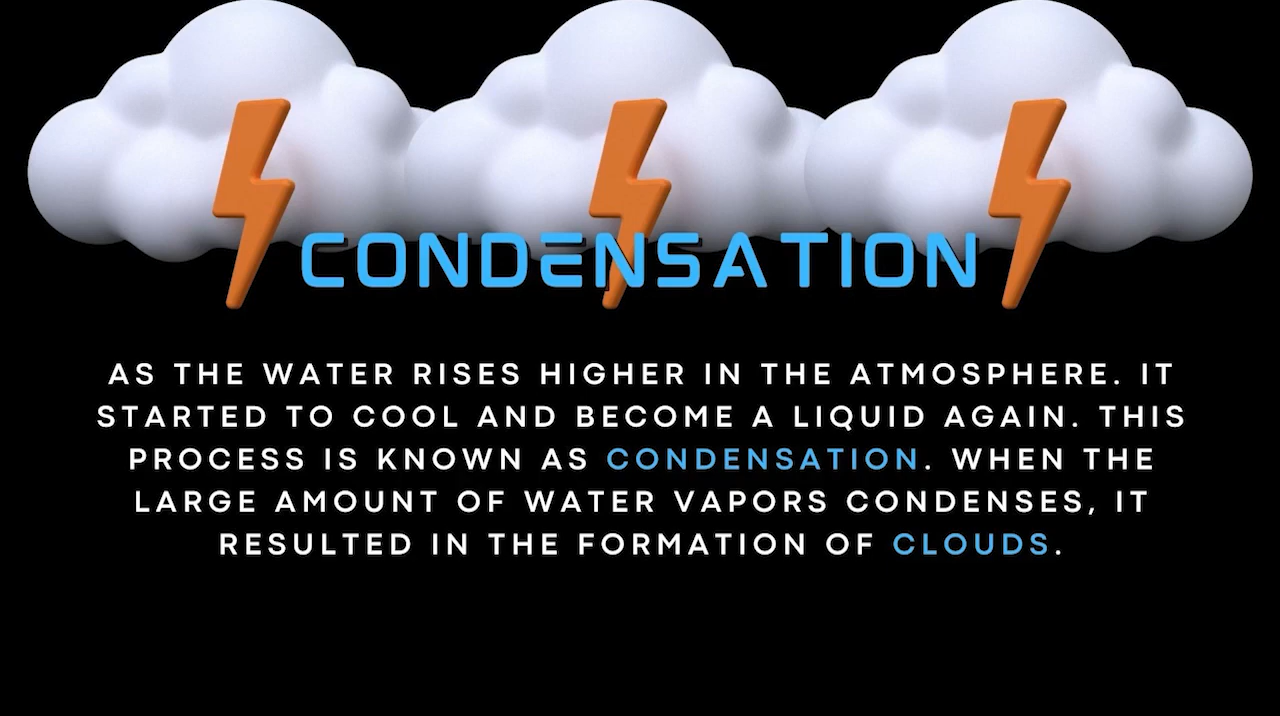 CONDENSATION
AS THE WATER RISES HIGHER IN THE ATMOSPHERE. IT
STARTED TO COOL AND BECOME A LIQUID AGAIN. THIS
PROCESS IS KNOWN AS CONDENSATION. WHEN THE
LARGE AMOUNT OF WATER VAPORS CONDENSES, IT
RESULTED IN THE FORMATION OF CLOUDS.